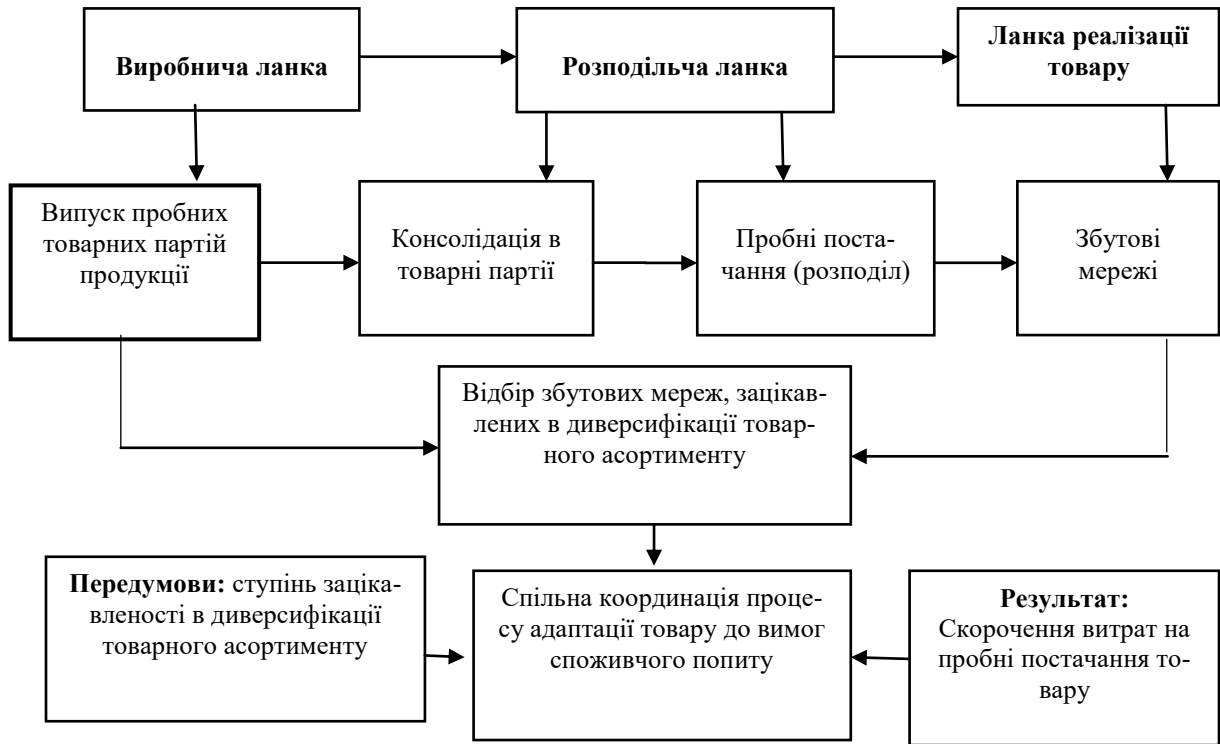 Виробнича ланка
Розподільча ланка
Ланка реалізації
товару
Випуск пробних
товарних партій
продукції
Консолідація в
товарні партії
Пробні поста-
чання (розподіл)
Збутові
мережі
Відбір збутових мереж, зацікав-
лених в диверсифікації товар-
ного асортименту
Передумови: ступінь заціка-
вленості в диверсифікації
товарного асортименту
Спільна координація проце-
су адаптації товару до вимог
споживчого попиту
Результат:
Скорочення витрат на
пробні постачання то-
вару